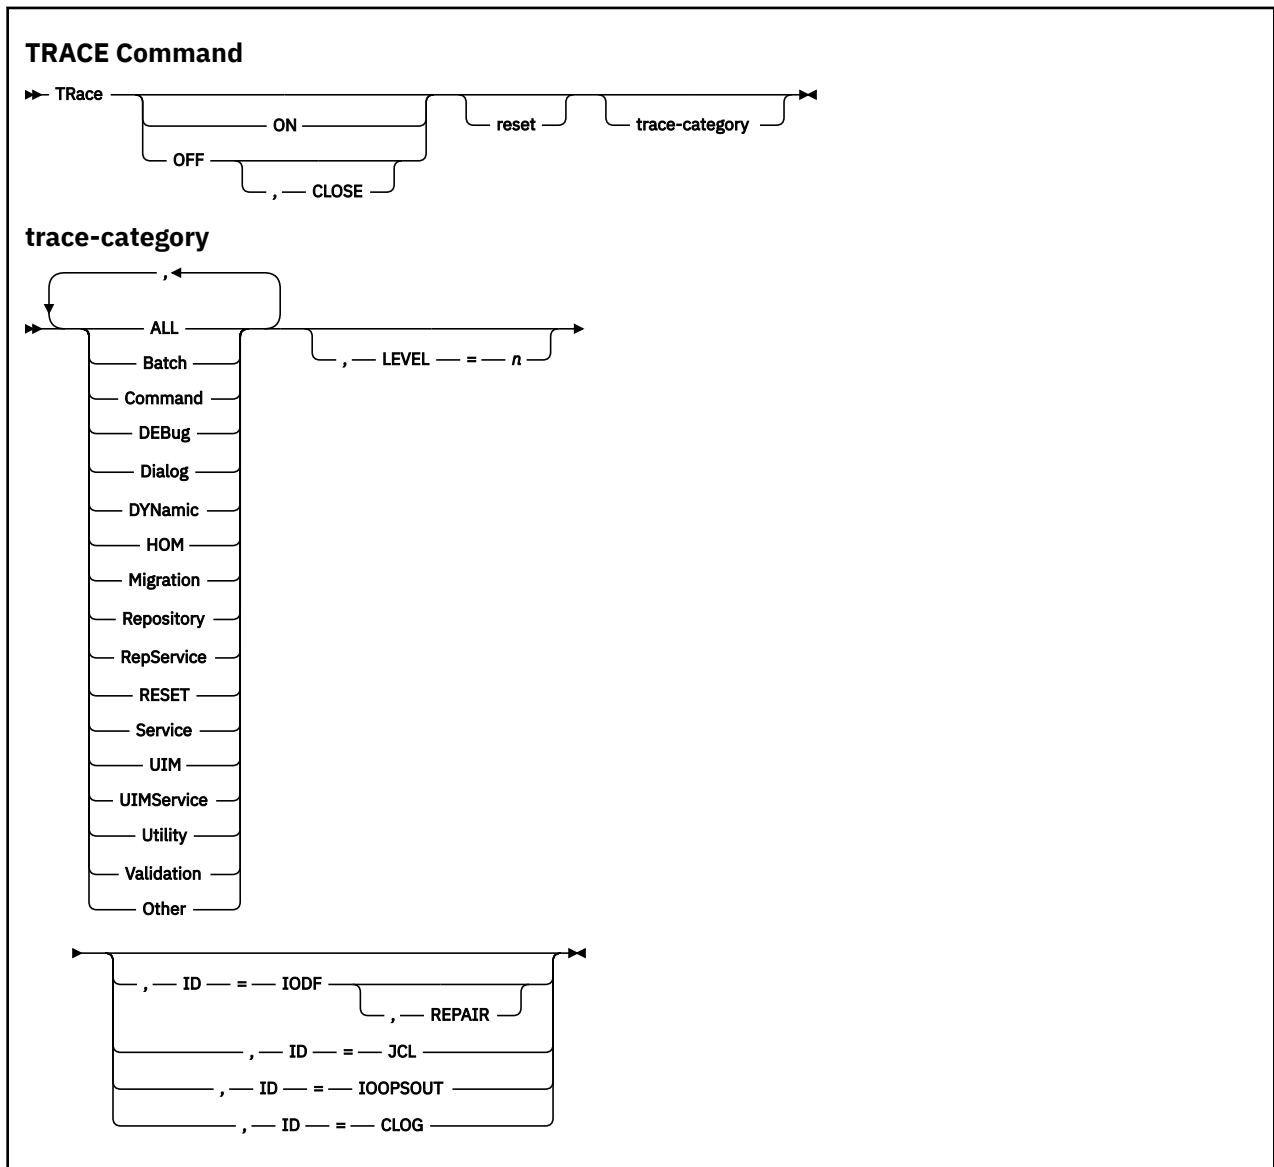 TRACE Command
TRace
ON
reset
trace-category
OFF
, CLOSE
trace-category
,
ALL
Batch
, LEVEL = n
Command
DEBug
Dialog
DYNamic
HOM
Migration
Repository
RepService
RESET
Service
UIM
UIMService
Utility
Validation
Other
, ID = IODF
, REPAIR
, ID = JCL
, ID = IOOPSOUT
, ID = CLOG